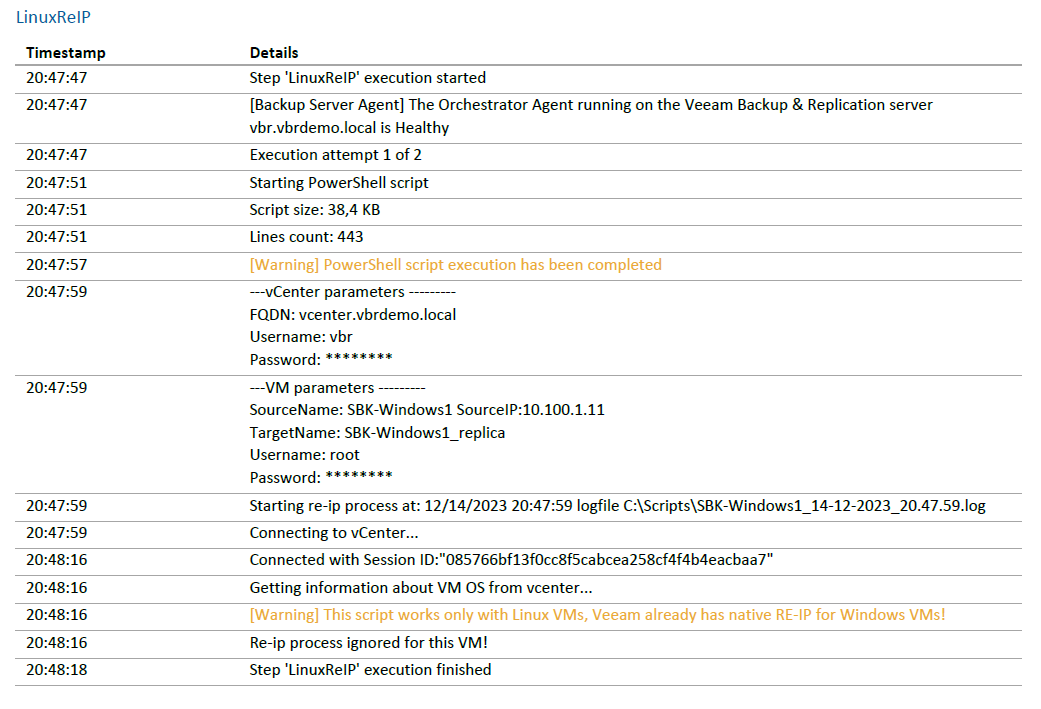 LinuxReIP
Timestamp Details
20:47:47 Step 'LinuxReIP' execution started
20:47:47 [Backup Server Agent] The Orchestrator Agent running on the Veeam Backup & Replication server
vbr.vbrdemo.local is Healthy
20:47:47 Execution attempt 1 of 2
20:47:51 Starting PowerShell script
20:47:51 Script size: 38,4 KB
20:47:51 Lines count: 443
20:47:57 [Warning] PowerShell script execution has been completed
20:47:59 ---vCenter parameters ---------
FQDN: vcenter.vbrdemo.local
Username: vbr
Password: ********
20:47:59 ---VM parameters ---------
SourceName: SBK-Windows1 SourceIP:10.100.1.11
TargetName: SBK-Windows1_replica
Username: root
Password: ********
20:47:59 Starting re-ip process at: 12/14/2023 20:47:59 logfile C:\Scripts\SBK-Windows1_14-12-2023_20.47.59.log
20:47:59 Connecting to vCenter...
20:48:16 Connected with Session ID:"085766bf13f0cc8f5cabcea258cf4f4b4eacbaa7"
20:48:16 Getting information about VM OS from vcenter...
20:48:16 [Warning] This script works only with Linux VMs, Veeam already has native RE-IP for Windows VMs!
20:48:16 Re-ip process ignored for this VM!
20:48:18 Step 'LinuxReIP' execution finished